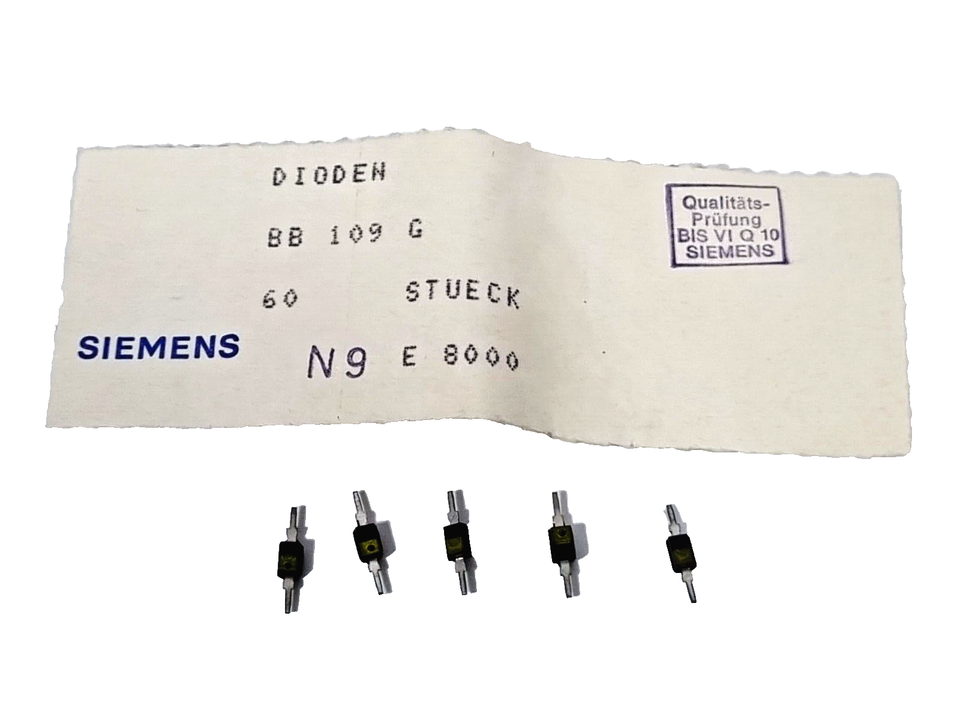 DIODEN
BB 109 G
60 STUECK
SIEMENS
N9 E 8000
Qualitäts-
Prüfung
BIS VI Q 10
SIEMENS